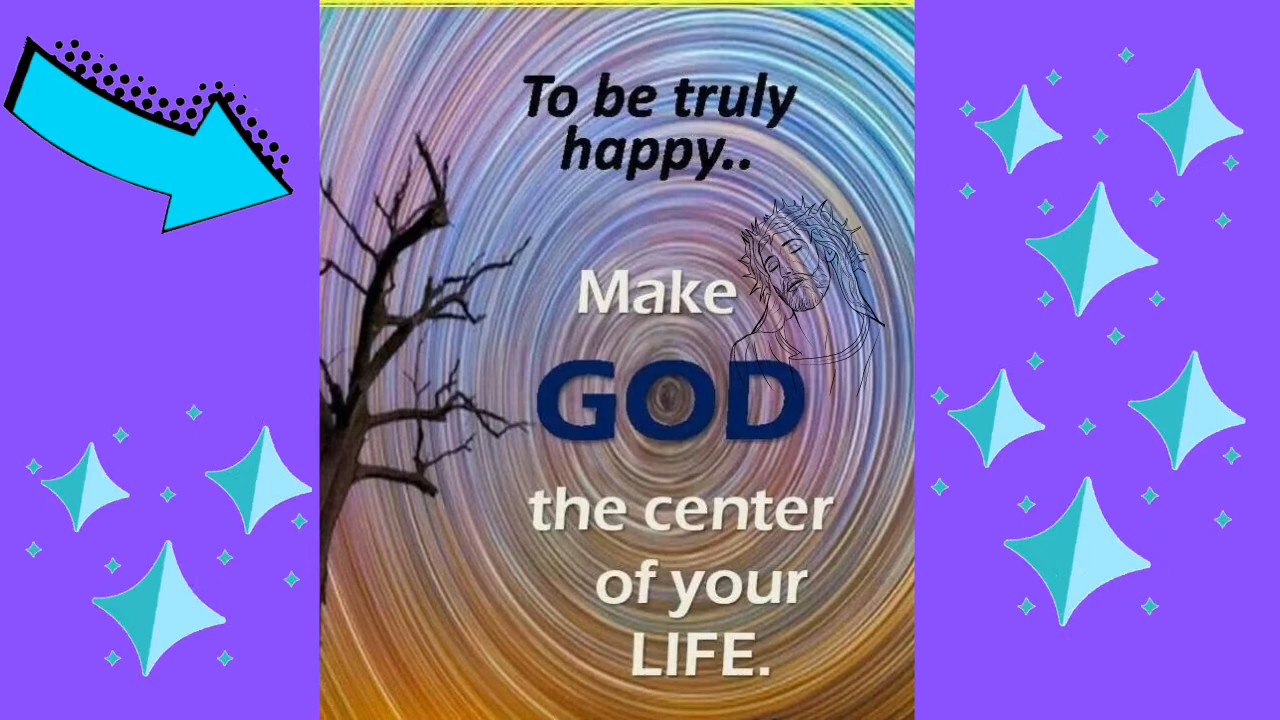 To be truly
happy..
Make
GOD
the center
of your
LIFE.